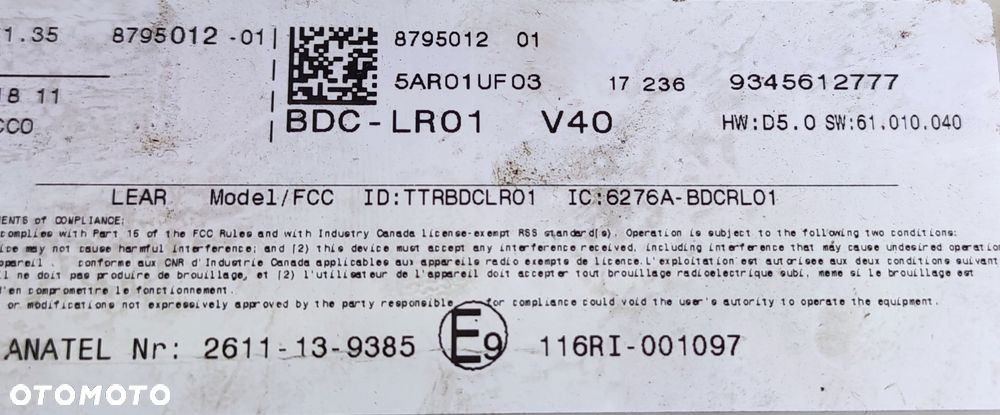 1.35 8795012 -01
18 11
CCO
8795012 01
5AR01UF03 17 236 9345612777
BDC-LR01 V40 HW:D5.0 SW:61.010.040
LEAR Model/FCC ID:TTRBDCLR01 IC:6276A-BDCRL01
ENTS of COMPLIANCE:
complies with Part 15 of the FCC Rules and with Industry Canada license-exempt RSS standard(s). Operation is subject to the following two conditions:
ice may not cause harmful interference; and (2) this device must accept any interference received, including interference that may cause undesired operation
pareil. conforme aux CNR d'Industrie Canada applicables aux appareils radio exempts de licence. L'exploitation est autorisee aux deux conditions suivant
il ne doit pas produire de brouillage, et (2) l'utilisateur de l'appareil doit accepter tout brouillage radioelectrique subi, meme si le brouillage est
d'en compromettre le fonctionnement.
or modifications not expressively approved by the party responsible for compliance could void the user's authority to operate the equipment.
ANATEL Nr: 2611-13-9385 E9 116RI-001097
OTOMOTO